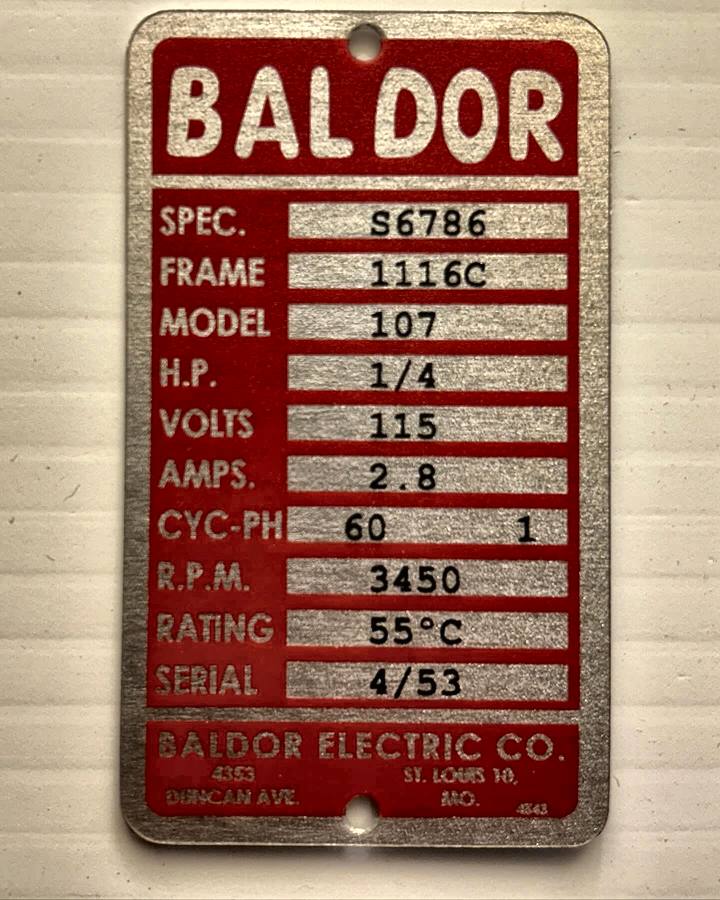 BALDOR
SPEC. S6786
FRAME 1116C
MODEL 107
H.P. 1/4
VOLTS 115
AMPS. 2.8
CYC-PH 60 1
R.P.M. 3450
RATING 55°C
SERIAL 4/53
BALDOR ELECTRIC CO.
4353 ST. LOUIS 10,
DUNCAN AVE. MO.